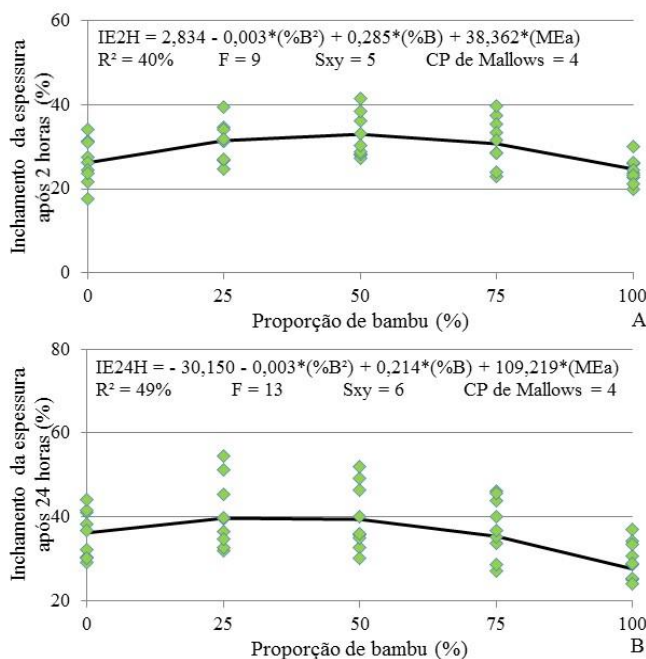 60
IE2H = 2,834 - 0,003*(%B²) + 0,285*(%B) + 38,362*(MEa)
R² = 40% F = 9 Sxy = 5 CP de Mallows = 4
40
20
0
Inchamento da espessura
após 2 horas (%)
0 25 50 75 100
Proporção de bambu (%)
A
80
IE24H = - 30,150 - 0,003*(%B²) + 0,214*(%B) + 109,219*(MEa)
R² = 49% F = 13 Sxy = 6 CP de Mallows = 4
60
40
20
Inchamento da espessura
após 24 horas (%)
0 25 50 75 100
Proporção de bambu (%)
B